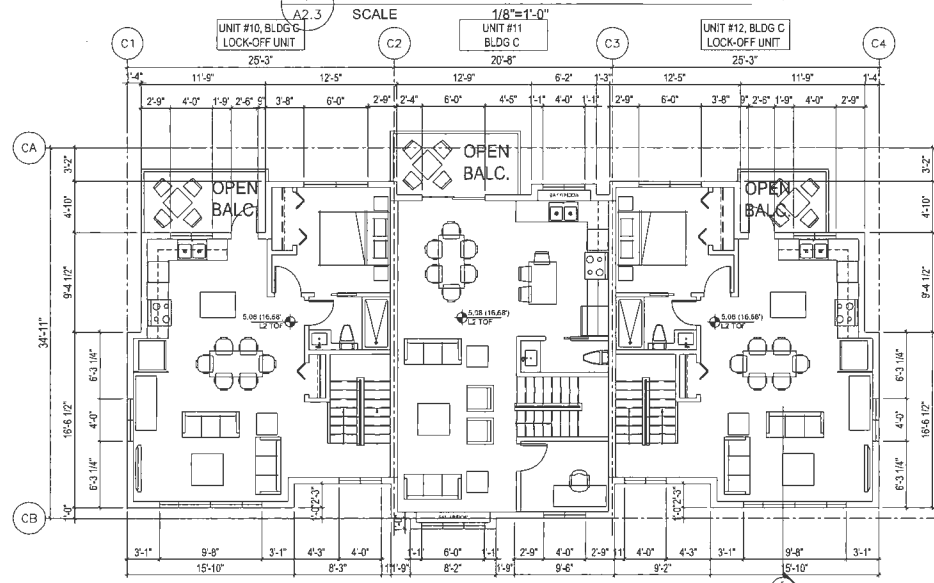 A2.3 SCALE 1/8"=1'-0"
UNIT #10, BLDG C
LOCK-OFF UNIT
UNIT #11
BLDG C
UNIT #12, BLDG C
LOCK-OFF UNIT
C1 C2 C3 C4
25'-3" 20'-8" 25'-3"
1'-4" 11'-9" 12'-5" 12'-9" 6'-2" 1'-3" 12'-5" 11'-9" 1'-4"
2'-9" 4'-0" 1'-9" 2'-6" 9" 3'-8" 6'-0" 2'-9" 2'-4" 6'-0" 4'-5" 1'-1" 4'-0" 1'-1" 2'-9" 6'-0" 3'-8" 9" 2'-6" 1'-9" 4'-0" 2'-9"
CA
OPEN
BALC.
OPEN
BALC.
OPEN
BALC.
3'-2"
4'-10"
9'-4 1/2"
34'-11"
16'-6 1/2"
1'-0"
6'-3 1/4"
4'-0"
6'-3 1/4"
3'-2"
4'-10"
9'-4 1/2"
16'-6 1/2"
1'-0"
6'-3 1/4"
4'-0"
6'-3 1/4"
5.08 (16.68')
L2 TOF
5.08 (16.68')
L2 TOF
5.08 (16.68')
L2 TOF
CB
1'-0" 2'-3" 1'-0" 1'-0" 2'-3"
3'-1" 9'-8" 3'-1" 4'-3" 4'-0" 1'-1" 6'-0" 1'-1" 2'-9" 4'-0" 2'-9" 11" 4'-0" 4'-3" 3'-1" 9'-8" 3'-1"
15'-10" 8'-3" 1'-9" 8'-2" 1'-9" 9'-6" 9'-2" 15'-10"